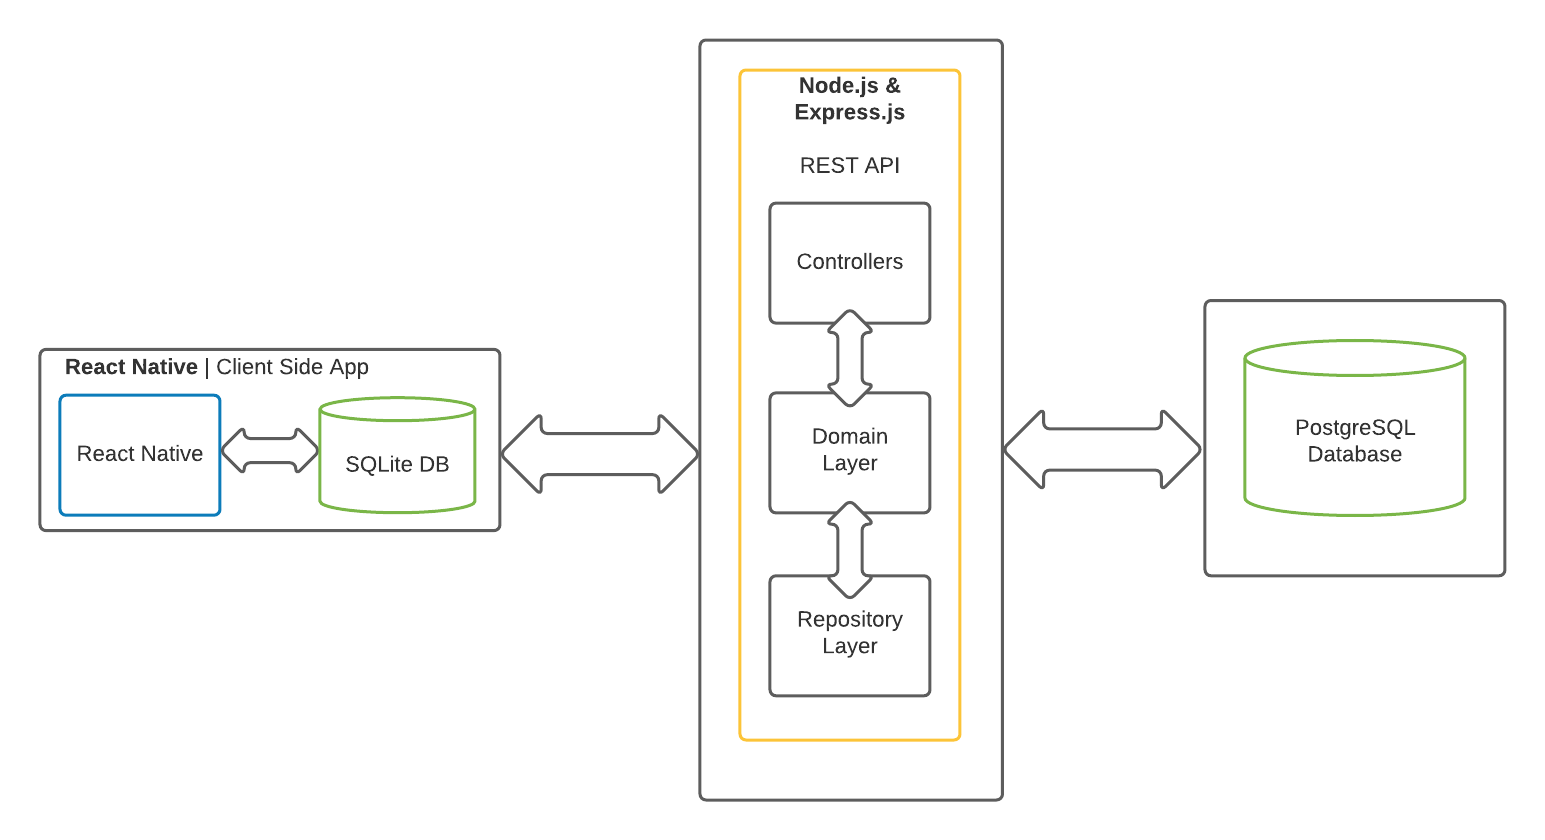 React Native | Client Side App
React Native
SQLite DB
Node.js &
Express.js
REST API
Controllers
Domain
Layer
Repository
Layer
PostgreSQL
Database